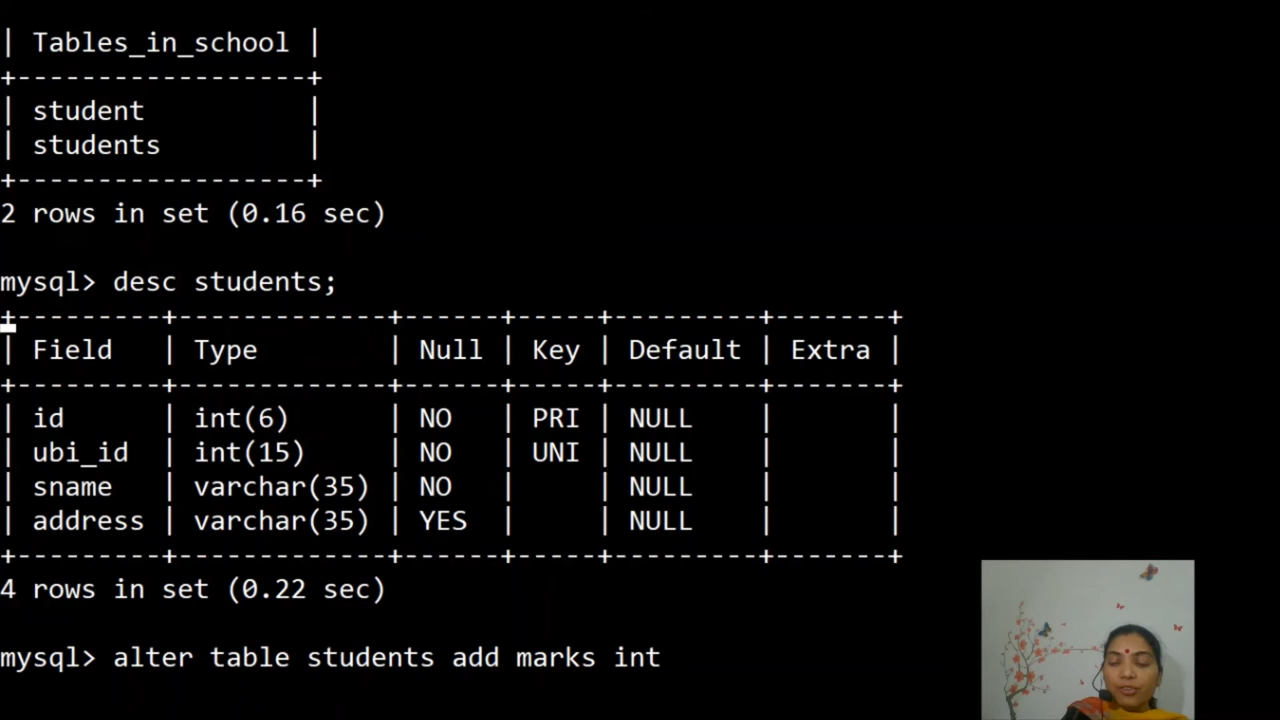 | Tables_in_school |
+------------------+
| student          |
| students         |
+------------------+
2 rows in set (0.16 sec)
mysql> desc students;
+---------+-------------+------+-----+---------+-------+
| Field   | Type        | Null | Key | Default | Extra |
+---------+-------------+------+-----+---------+-------+
| id      | int(6)      | NO   | PRI | NULL    |       |
| ubi_id  | int(15)     | NO   | UNI | NULL    |       |
| sname   | varchar(35) | NO   |     | NULL    |       |
| address | varchar(35) | YES  |     | NULL    |       |
+---------+-------------+------+-----+---------+-------+
4 rows in set (0.22 sec)
mysql> alter table students add marks int